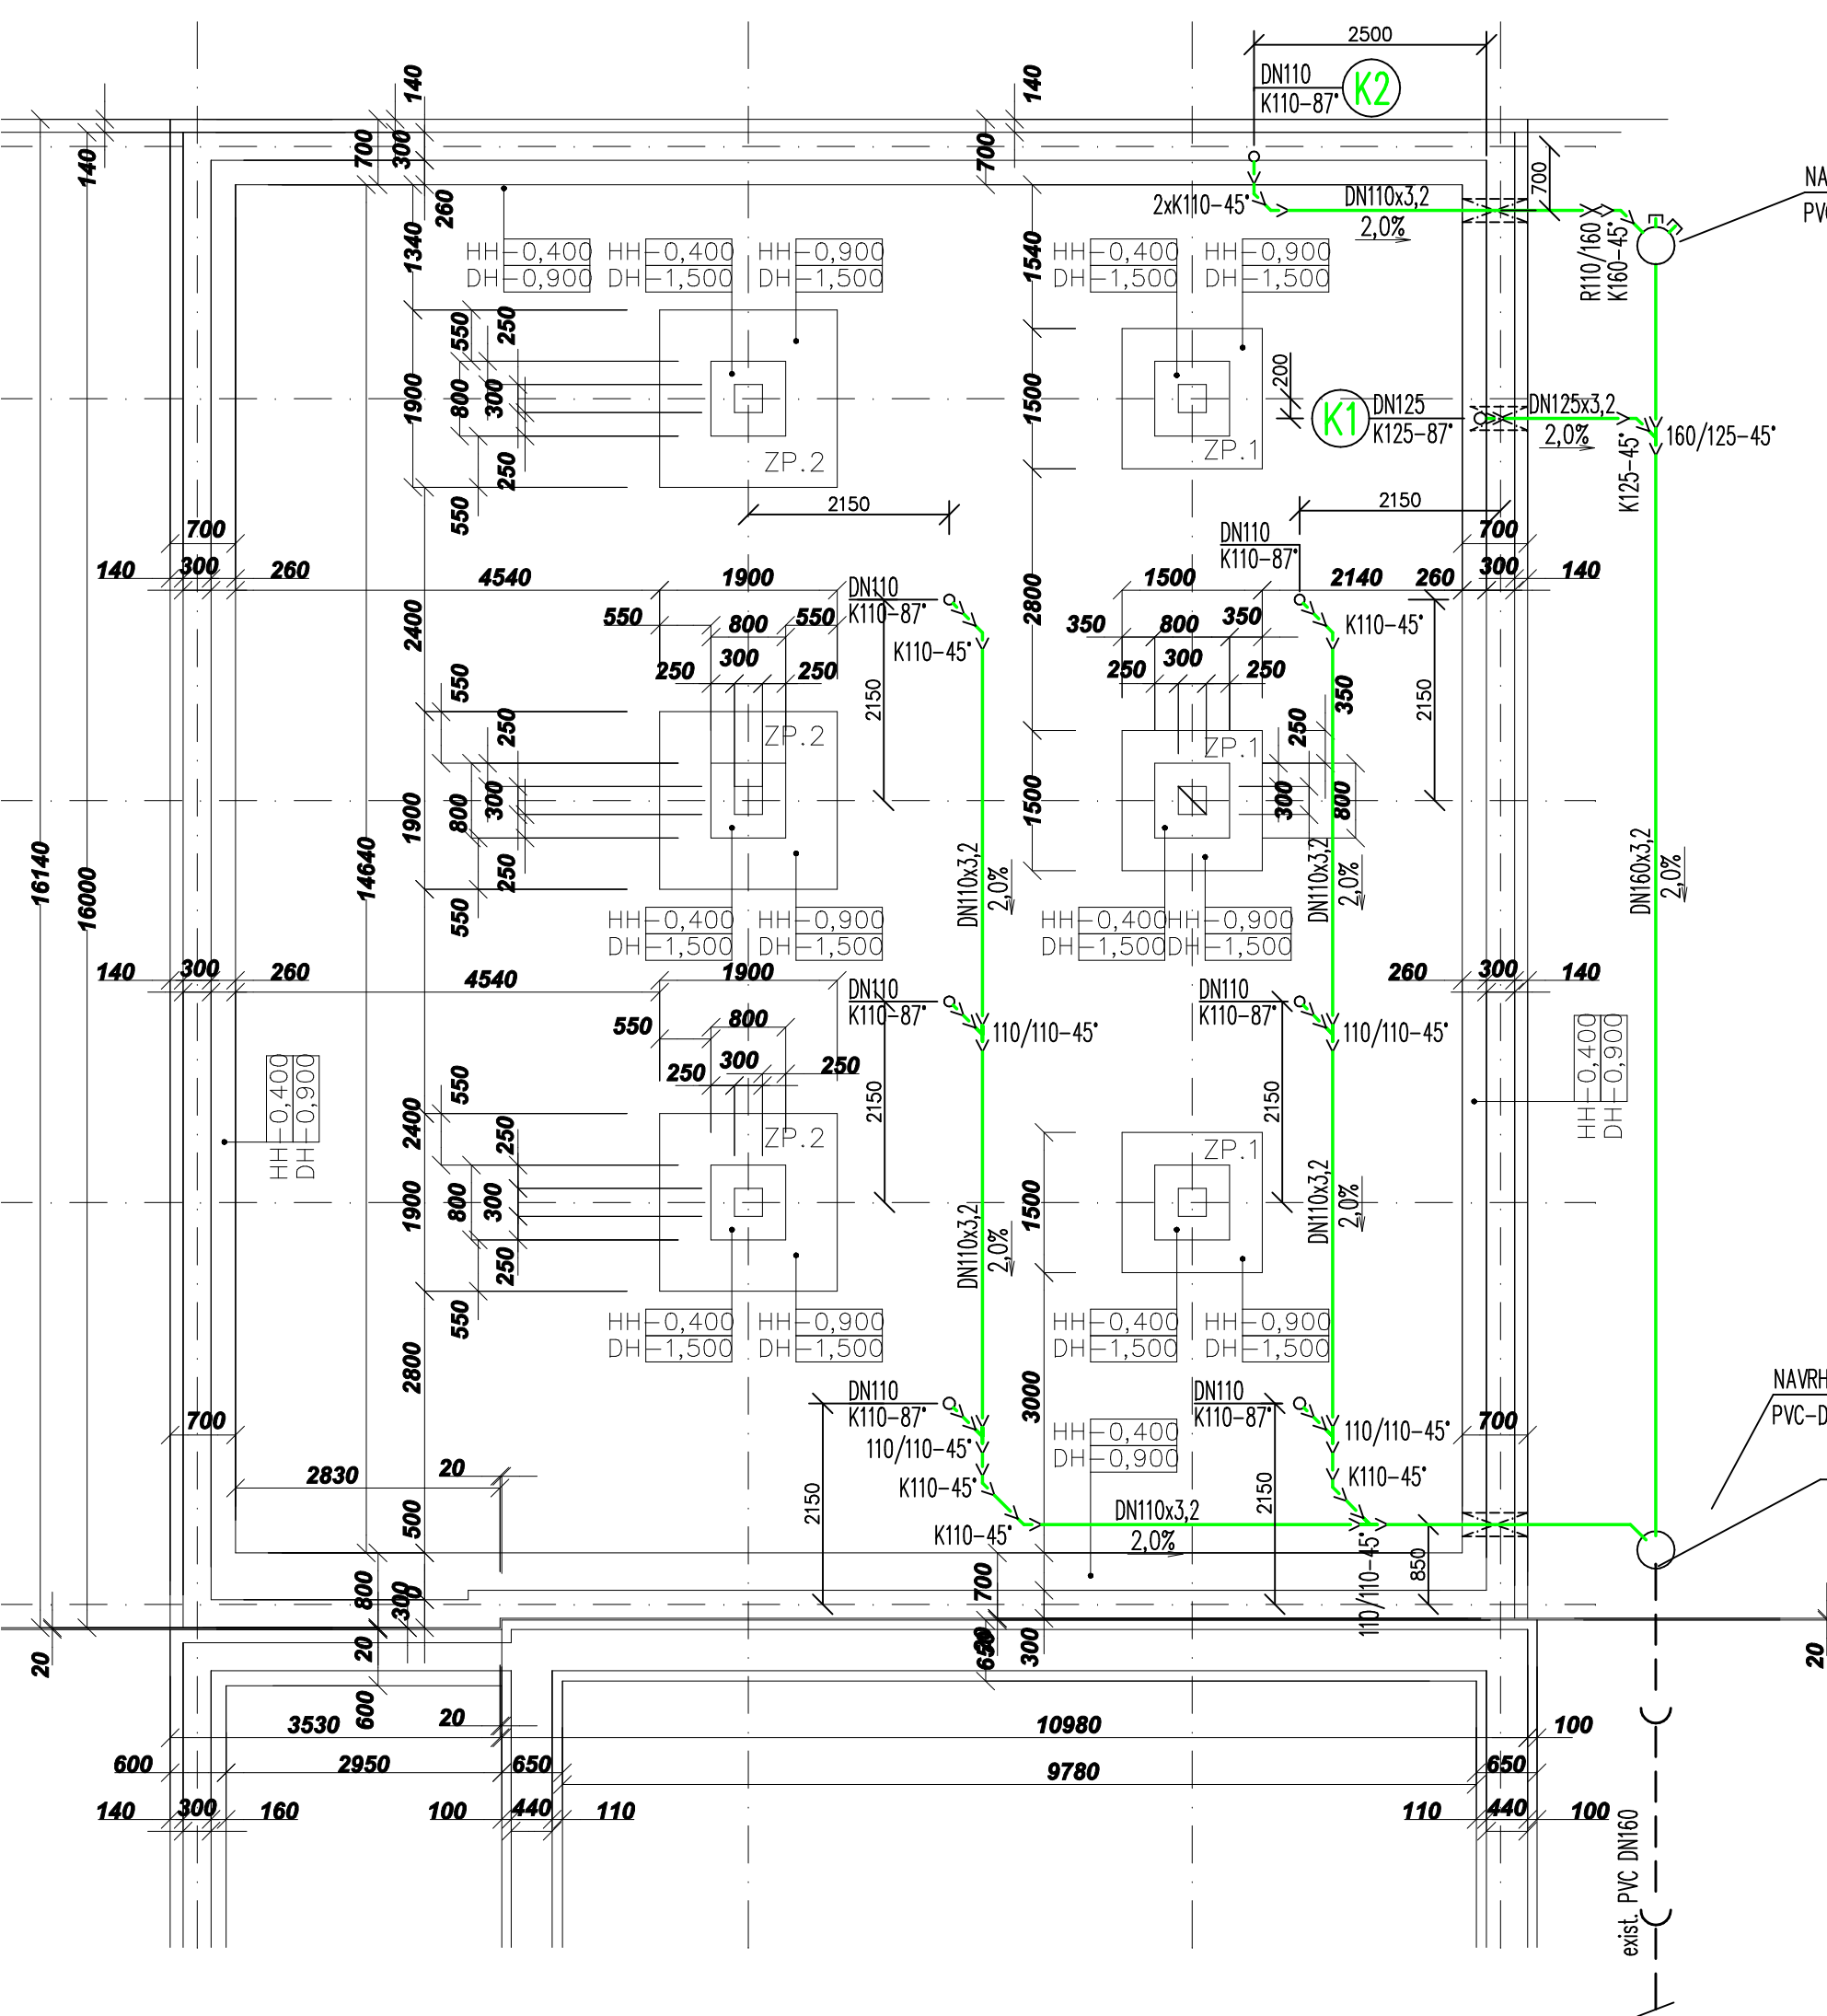 2500
DN110
K110-87°
K2
140
140
140
700
300
700
260
2xK110-45°
DN110x3,2
2,0%
700
R110/160
K160-45°
NA
PV
1340
1540
HH-0,400
DH-0,900
HH-0,400
DH-1,500
HH-0,900
DH-1,500
HH-0,400
DH-1,500
HH-0,900
DH-1,500
550
250
1900
800
300
250
550
1500
200
K1
DN125
K125-87°
DN125x3,2
2,0%
K125-45°
160/125-45°
ZP.2
ZP.1
2150
2150
700
140
300
260
4540
1900
DN110
K110-87°
DN110
K110-87°
1500
2140
260
700
300
140
2400
550
800
550
250
300
250
K110-45°
2800
350
800
350
250
300
250
K110-45°
2150
2150
550
250
1900
800
300
250
550
ZP.2
ZP.1
1500
350
250
300
800
16140
16000
14640
DN110x3,2
2,0%
DN110x3,2
2,0%
DN160x3,2
2,0%
HH-0,400
DH-1,500
HH-0,900
DH-1,500
HH-0,400
DH-1,500
HH-0,900
DH-1,500
140
300
260
4540
1900
DN110
K110-87°
DN110
K110-87°
260
300
140
550
800
250
300
250
110/110-45°
110/110-45°
HH-0,400
DH-0,900
HH-0,400
DH-0,900
2400
550
250
1900
800
300
250
550
2150
2150
ZP.2
ZP.1
1500
DN110x3,2
2,0%
DN110x3,2
2,0%
HH-0,400
DH-1,500
HH-0,900
DH-1,500
HH-0,400
DH-1,500
HH-0,900
DH-1,500
2800
3000
DN110
K110-87°
110/110-45°
K110-45°
K110-45°
DN110
K110-87°
110/110-45°
K110-45°
HH-0,400
DH-0,900
NAVRH
PVC-D
700
700
2830
20
500
2150
2150
DN110x3,2
2,0%
110/110-45°
850
800
300
700
20
20
600
650
300
20
3530
20
10980
100
600
2950
650
9780
650
140
300
160
100
440
110
110
440
100
exist. PVC DN160